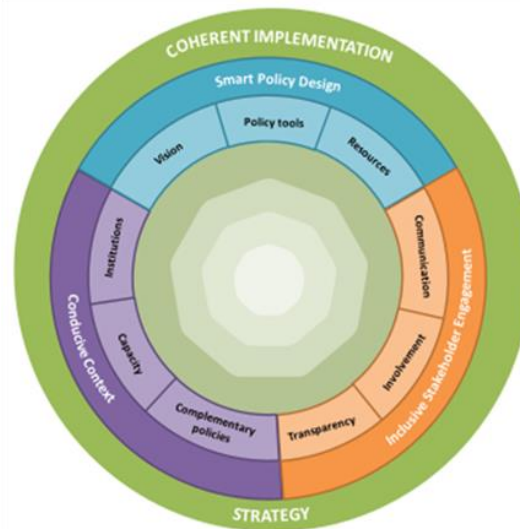 COHERENT IMPLEMENTATION
Smart Policy Design
Vision
Policy tools
Resources
Communication
Involvement
Transparency
Inclusive Stakeholder Engagement
Institutions
Capacity
Complementary
policies
Conducive Context
STRATEGY